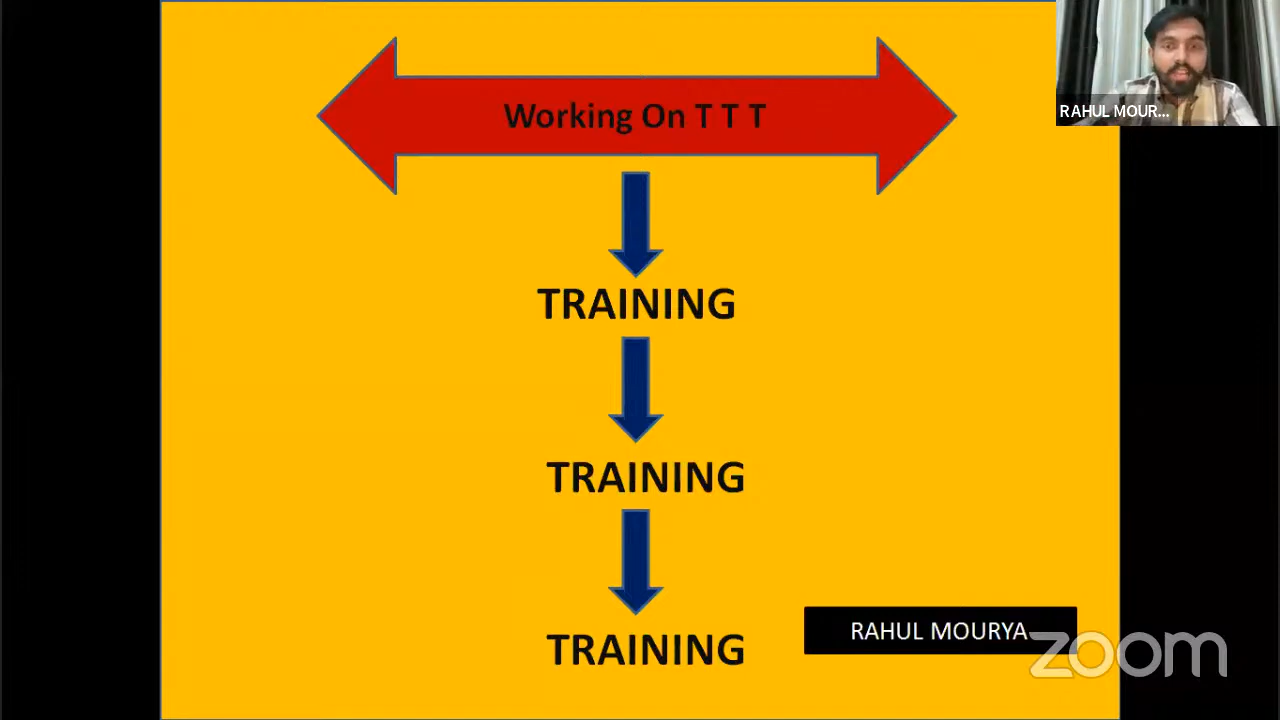 Working On T T T
RAHUL MOUR...
TRAINING
TRAINING
TRAINING
RAHUL MOURYA
zoom